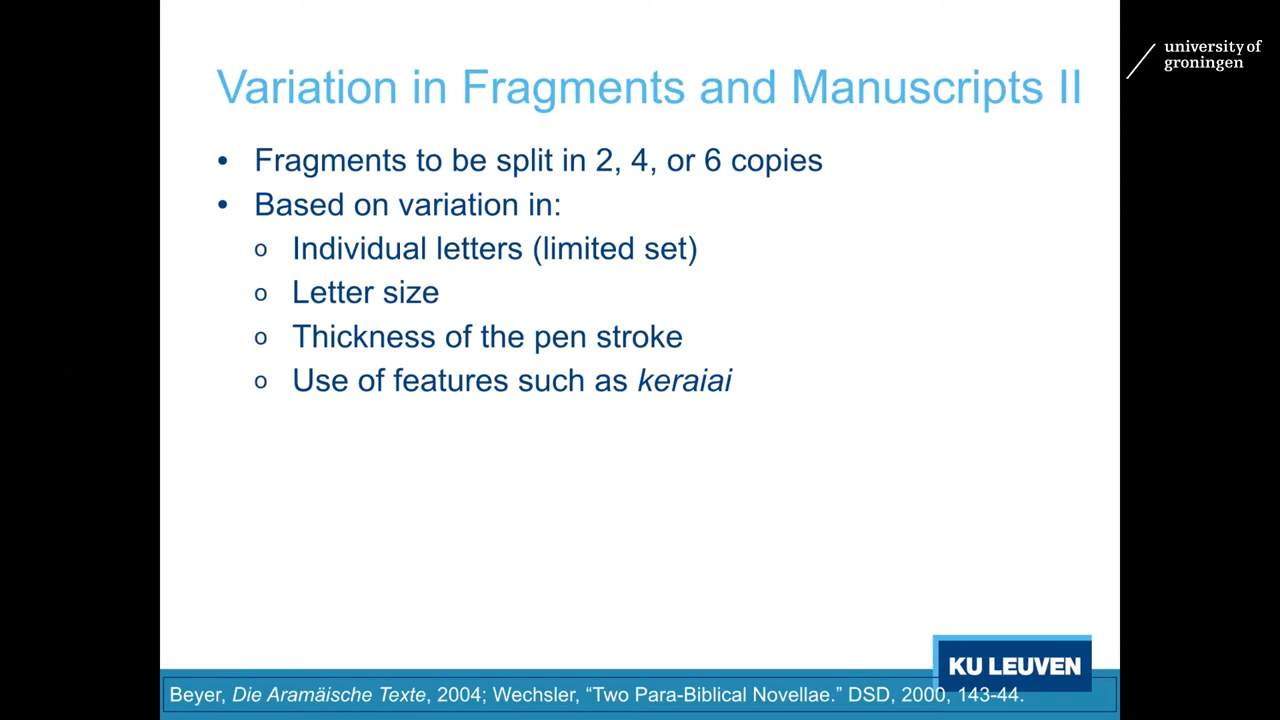 university of
groningen
Variation in Fragments and Manuscripts II
• Fragments to be split in 2, 4, or 6 copies
• Based on variation in:
o Individual letters (limited set)
o Letter size
o Thickness of the pen stroke
o Use of features such as keraiai
KU LEUVEN
Beyer, Die Aramäische Texte, 2004; Wechsler, “Two Para-Biblical Novellae.” DSD, 2000, 143-44.